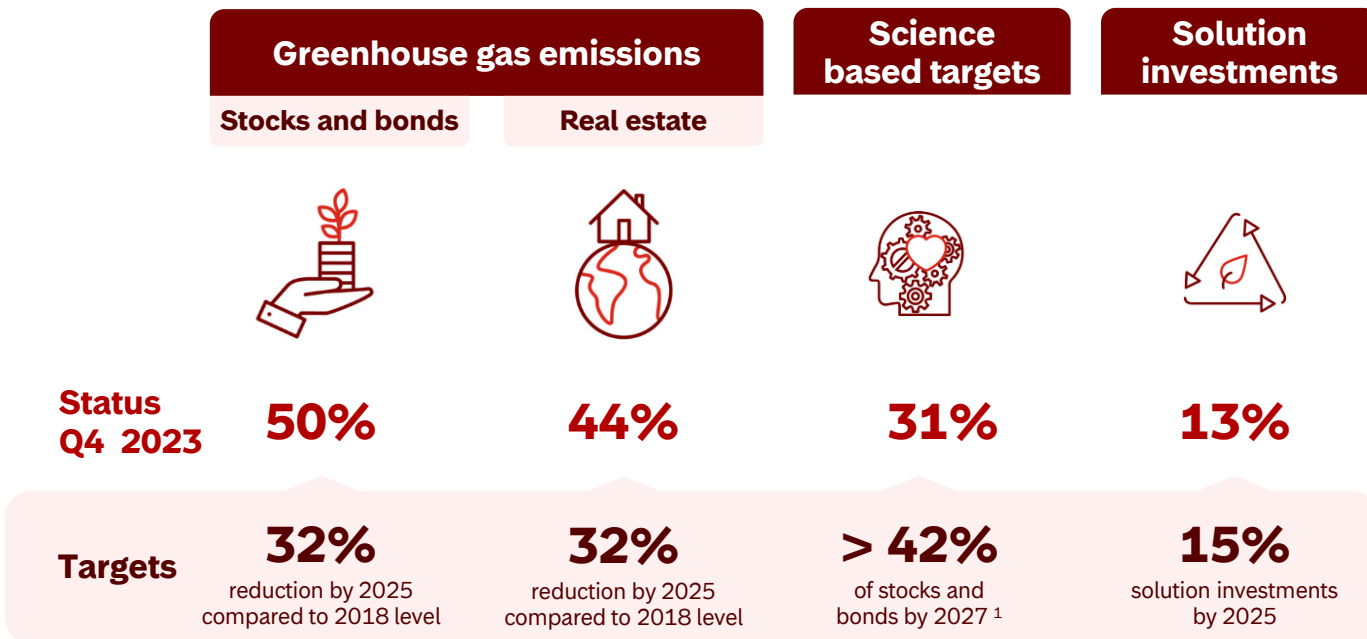 Greenhouse gas emissions
Science
based targets
Solution
investments
Stocks and bonds
Real estate
Status
Q4 2023
50%
44%
31%
13%
Targets
32%
reduction by 2025
compared to 2018 level
32%
reduction by 2025
compared to 2018 level
> 42%
of stocks and
bonds by 2027 ¹
15%
solution investments
by 2025